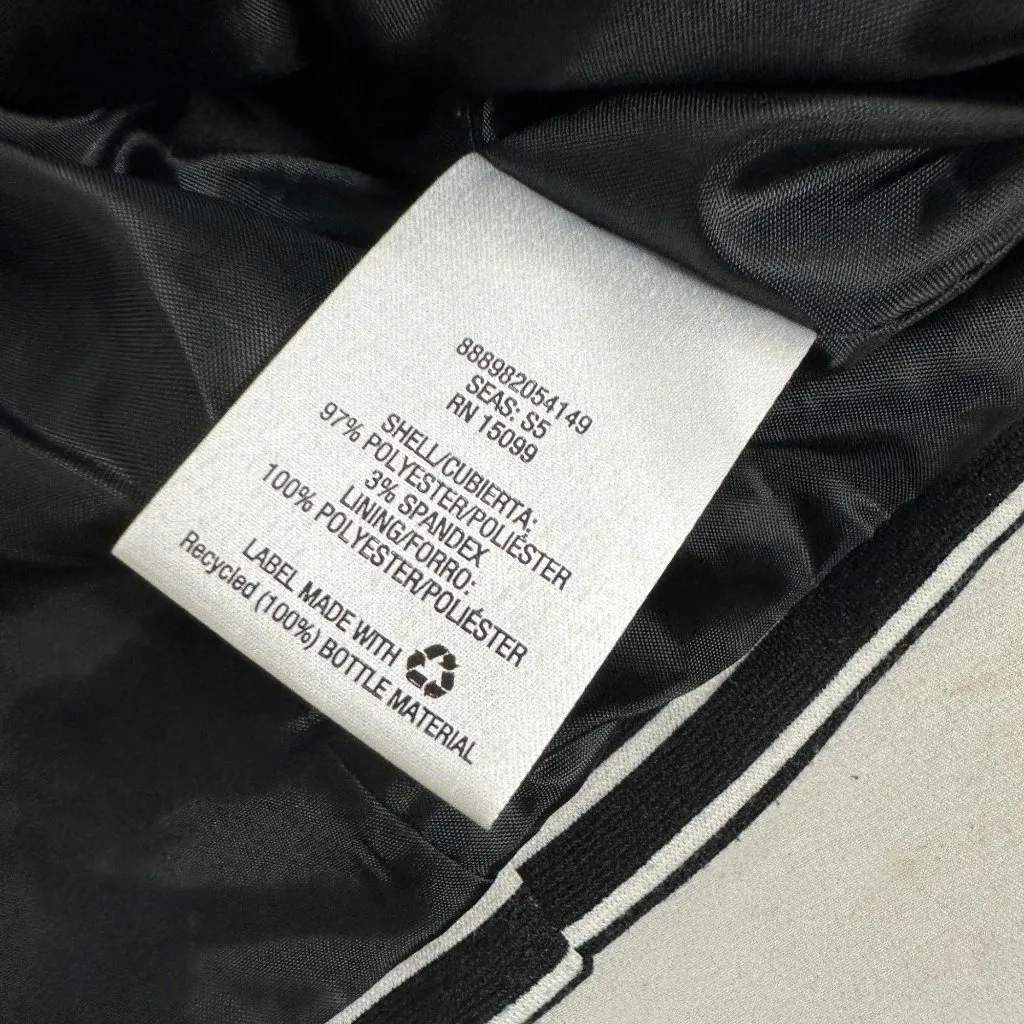 888982054149
SEAS: S5
RN 15099
SHELL/CUBIERTA:
97% POLYESTER/POLIÉSTER
3% SPANDEX
LINING/FORRO:
100% POLYESTER/POLIÉSTER
LABEL MADE WITH
Recycled (100%) BOTTLE MATERIAL